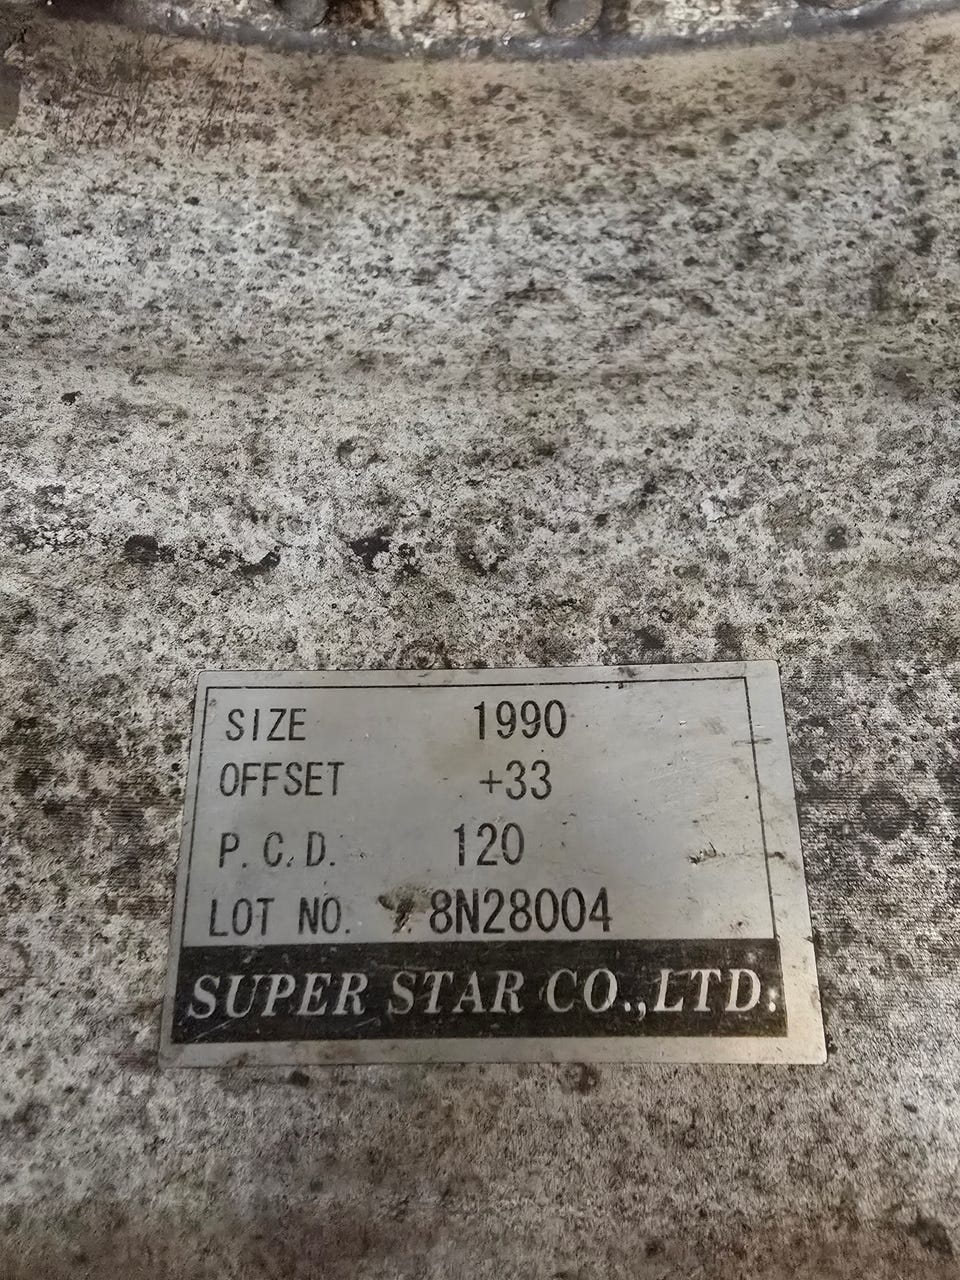 SIZE 1990
OFFSET +33
P.C.D. 120
LOT NO. 8N28004
SUPER STAR CO.,LTD.